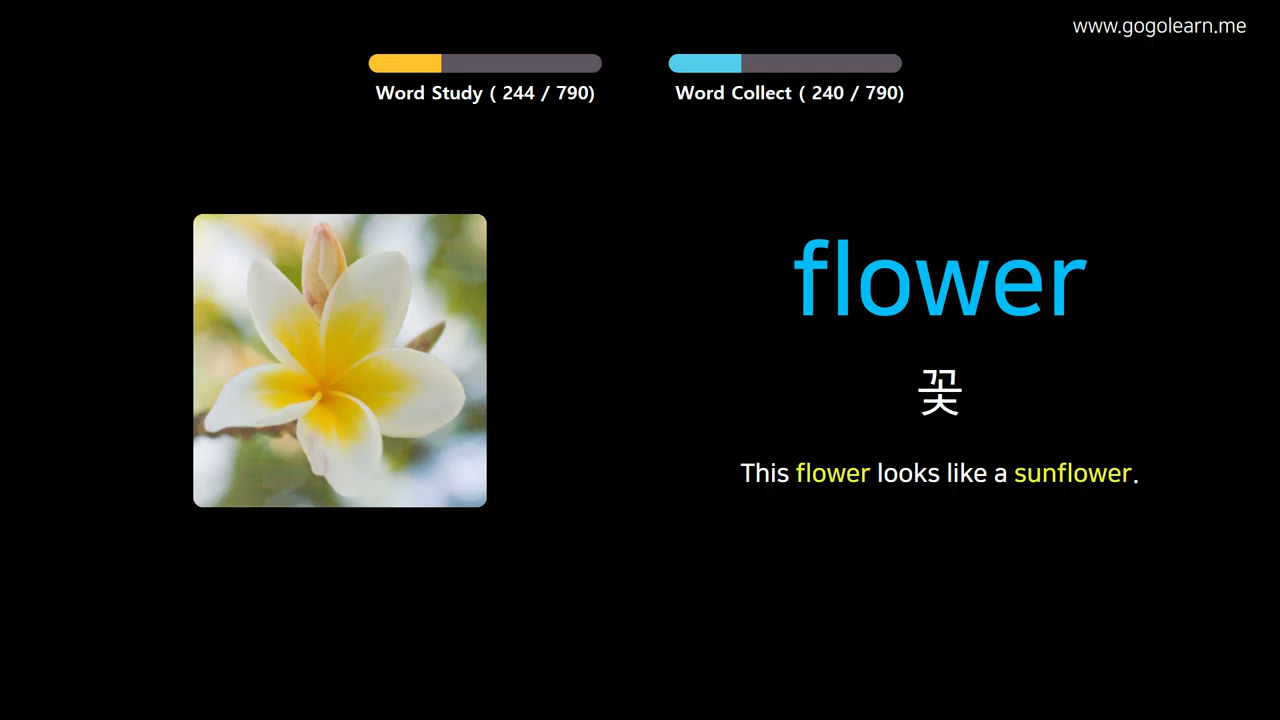 www.gogolearn.me
Word Study ( 244 / 790)
Word Collect ( 240 / 790)
flower
꽃
This flower looks like a sunflower.